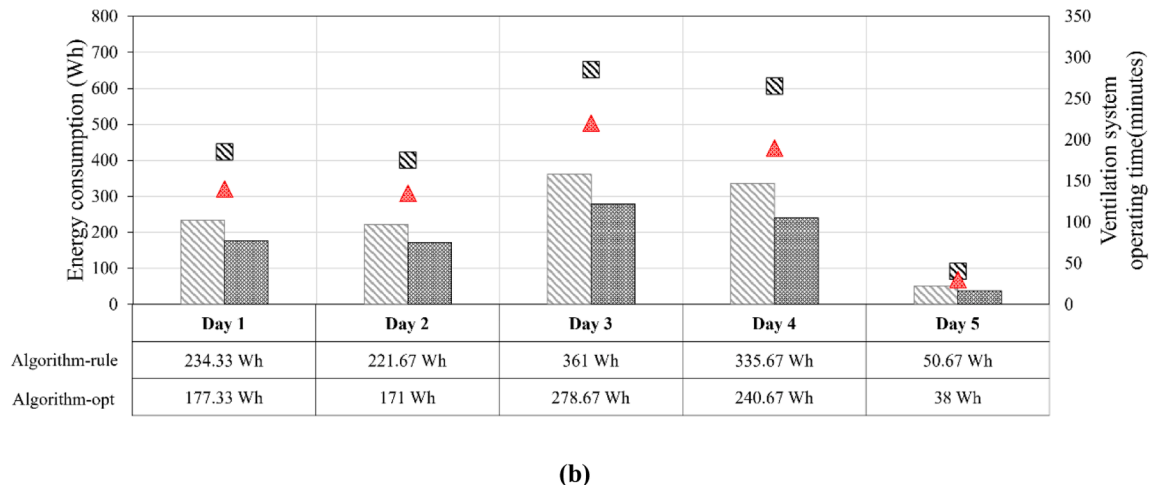 Energy consumption (Wh)
800
700
600
500
400
300
200
100
0
350
300
250
200
150
100
50
0
Ventilation system
operating time(minutes)
Day 1 Day 2 Day 3 Day 4 Day 5
Algorithm-rule 234.33 Wh 221.67 Wh 361 Wh 335.67 Wh 50.67 Wh
Algorithm-opt 177.33 Wh 171 Wh 278.67 Wh 240.67 Wh 38 Wh
(b)